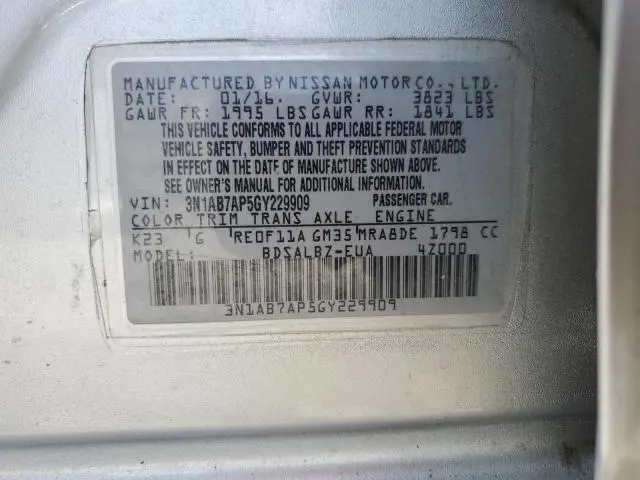 MANUFACTURED BY NISSAN MOTOR CO., LTD.
DATE: 01/16. GVWR: 3823 LBS
GAWR FR: 1995 LBS GAWR RR: 1841 LBS
THIS VEHICLE CONFORMS TO ALL APPLICABLE FEDERAL MOTOR
VEHICLE SAFETY, BUMPER AND THEFT PREVENTION STANDARDS
IN EFFECT ON THE DATE OF MANUFACTURE SHOWN ABOVE.
SEE OWNER'S MANUAL FOR ADDITIONAL INFORMATION.
VIN: 3N1AB7AP5GY229909 PASSENGER CAR.
COLOR TRIM TRANS AXLE ENGINE
K23 G RE0F11A GM35 MRA8DE 1798 CC
MODEL: BDSALBZ-EUA 4Z000
3N1AB7AP5GY229909